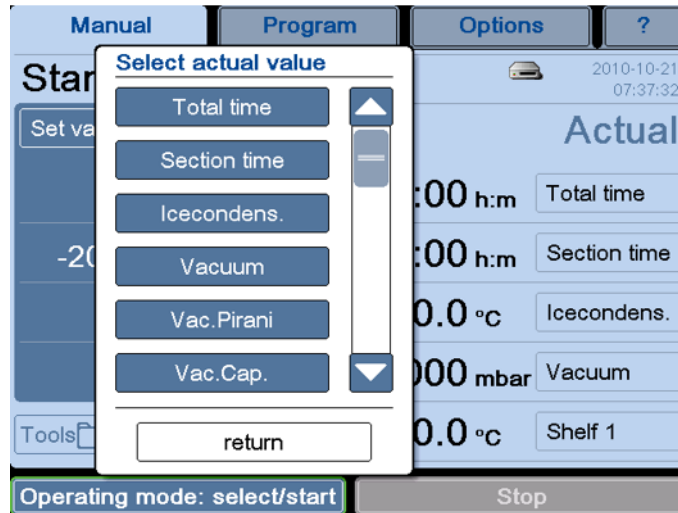 Manual Program Options ?
Select actual value
Star
2010-10-21
07:37:32
Set va
Actual
Total time
Section time
Icecondens.
Vacuum
Vac.Pirani
Vac.Cap.
return
:00 h:m Total time
-20
:00 h:m Section time
0.0 °C Icecondens.
000 mbar Vacuum
0.0 °C Shelf 1
Tools
Operating mode: select/start Stop